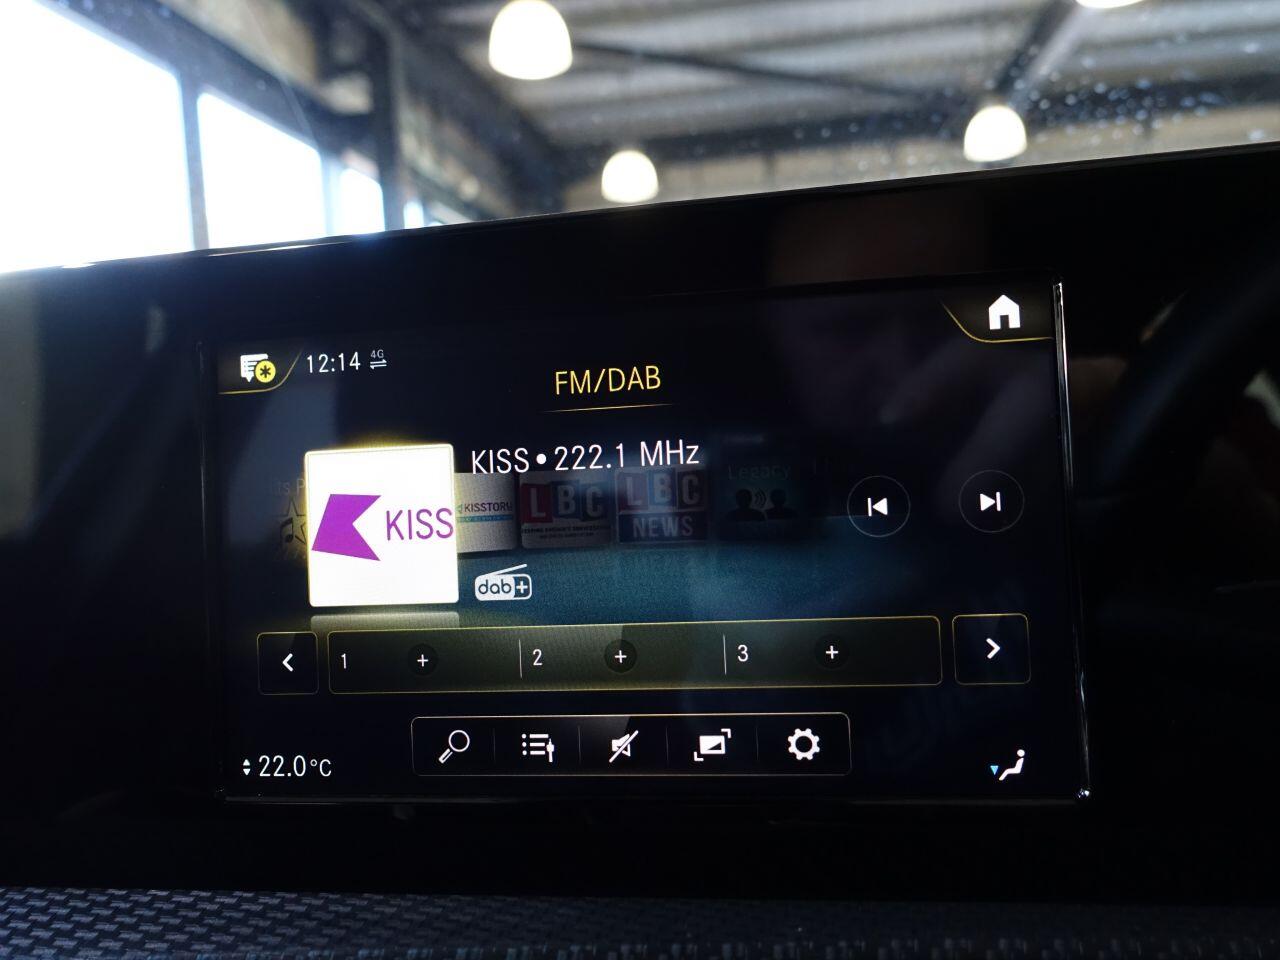 12:14 4G
FM/DAB
KISS • 222.1 MHz
KISS
KISSTORY
LBC
LBC
NEWS
Legacy
dab+
1 + 2 + 3 +
22.0°C